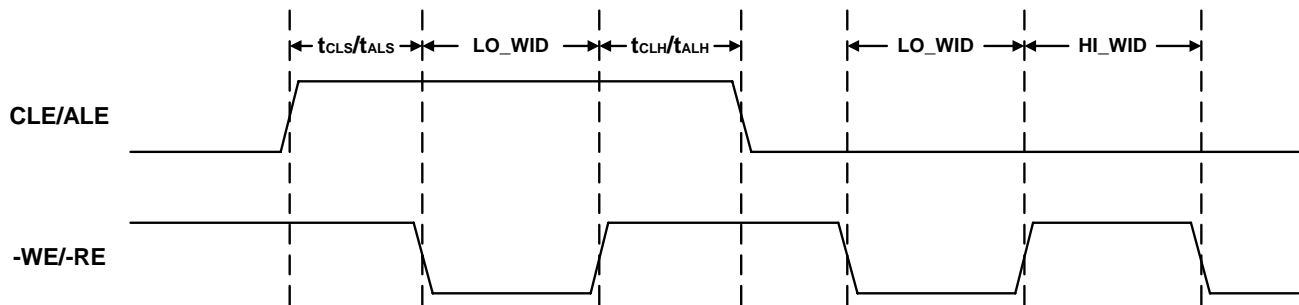 tCLS/tALS LO_WID tCLH/tALH LO_WID HI_WID
CLE/ALE
-WE/-RE